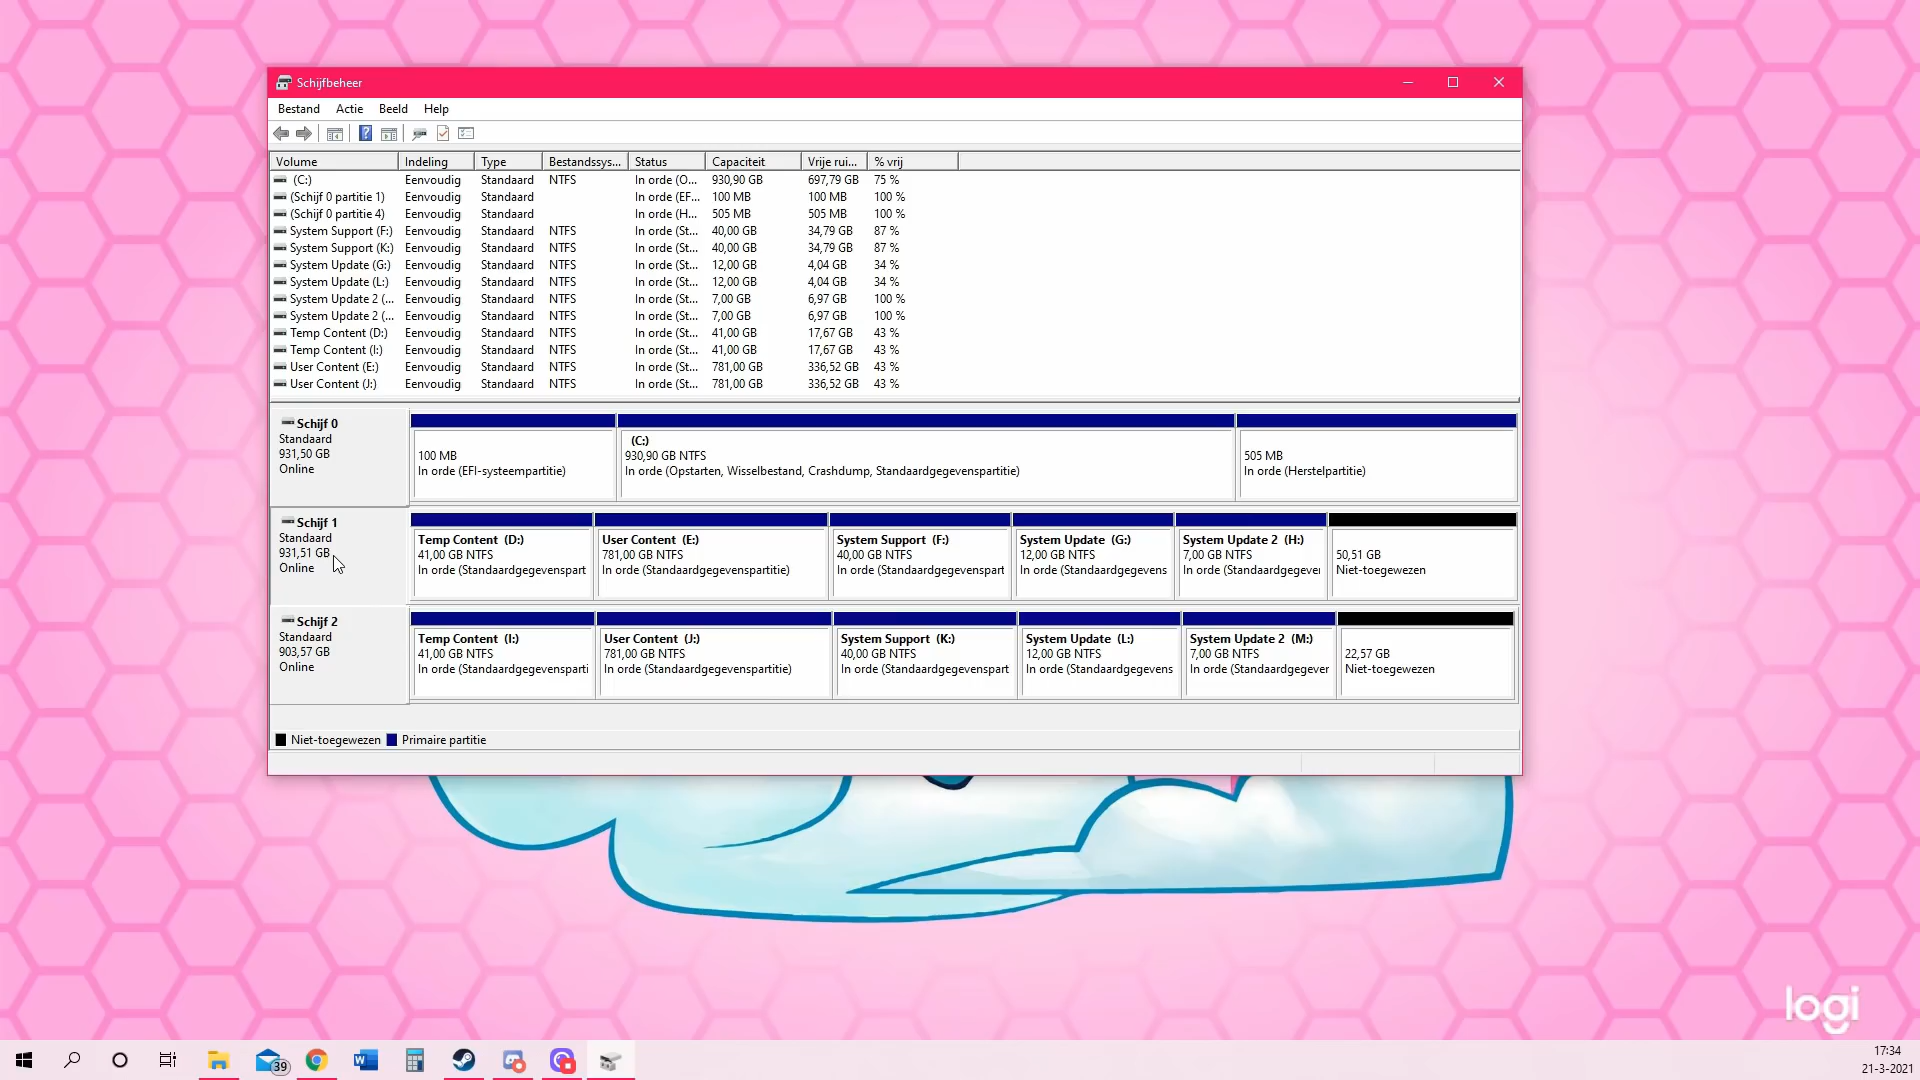 Schijfbeheer
Bestand Actie Beeld Help
Volume Indeling Type Bestandssys... Status Capaciteit Vrije rui... % vrij
(C:) Eenvoudig Standaard NTFS In orde (O... 930,90 GB 697,79 GB 75 %
(Schijf 0 partitie 1) Eenvoudig Standaard In orde (EF... 100 MB 100 MB 100 %
(Schijf 0 partitie 4) Eenvoudig Standaard In orde (H... 505 MB 505 MB 100 %
System Support (F:) Eenvoudig Standaard NTFS In orde (St... 40,00 GB 34,79 GB 87 %
System Support (K:) Eenvoudig Standaard NTFS In orde (St... 40,00 GB 34,79 GB 87 %
System Update (G:) Eenvoudig Standaard NTFS In orde (St... 12,00 GB 4,04 GB 34 %
System Update (L:) Eenvoudig Standaard NTFS In orde (St... 12,00 GB 4,04 GB 34 %
System Update 2 (... Eenvoudig Standaard NTFS In orde (St... 7,00 GB 6,97 GB 100 %
System Update 2 (... Eenvoudig Standaard NTFS In orde (St... 7,00 GB 6,97 GB 100 %
Temp Content (D:) Eenvoudig Standaard NTFS In orde (St... 41,00 GB 17,67 GB 43 %
Temp Content (I:) Eenvoudig Standaard NTFS In orde (St... 41,00 GB 17,67 GB 43 %
User Content (E:) Eenvoudig Standaard NTFS In orde (St... 781,00 GB 336,52 GB 43 %
User Content (J:) Eenvoudig Standaard NTFS In orde (St... 781,00 GB 336,52 GB 43 %
Schijf 0
Standaard
931,50 GB
Online
100 MB
In orde (EFI-systeempartitie)
(C:)
930,90 GB NTFS
In orde (Opstarten, Wisselbestand, Crashdump, Standaardgegevenspartitie)
505 MB
In orde (Herstelpartitie)
Schijf 1
Standaard
931,51 GB
Online
Temp Content (D:)
41,00 GB NTFS
In orde (Standaardgegevenspart
User Content (E:)
781,00 GB NTFS
In orde (Standaardgegevenspartitie)
System Support (F:)
40,00 GB NTFS
In orde (Standaardgegevenspart
System Update (G:)
12,00 GB NTFS
In orde (Standaardgegevens
System Update 2 (H:)
7,00 GB NTFS
In orde (Standaardgegever
50,51 GB
Niet-toegewezen
Schijf 2
Standaard
903,57 GB
Online
Temp Content (I:)
41,00 GB NTFS
In orde (Standaardgegevensparti
User Content (J:)
781,00 GB NTFS
In orde (Standaardgegevenspartitie)
System Support (K:)
40,00 GB NTFS
In orde (Standaardgegevenspart
System Update (L:)
12,00 GB NTFS
In orde (Standaardgegevens
System Update 2 (M:)
7,00 GB NTFS
In orde (Standaardgegever
22,57 GB
Niet-toegewezen
Niet-toegewezen Primaire partitie
logi
39
17:34
21-3-2021